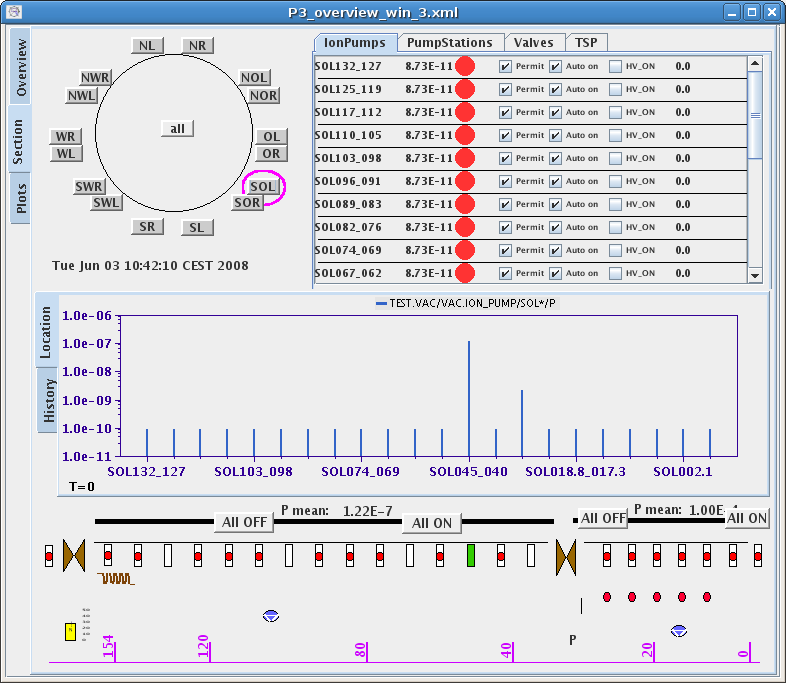 P3_overview_win_3.xml
Overview
Section
Plots
NL NR
NWR NOL
NWL NOR
all
WR OL
WL OR
SWR SOL
SWL SOR
SR SL
Tue Jun 03 10:42:10 CEST 2008
IonPumps PumpStations Valves TSP
SOL132_127 8.73E-11 Permit Auto on HV_ON 0.0
SOL125_119 8.73E-11 Permit Auto on HV_ON 0.0
SOL117_112 8.73E-11 Permit Auto on HV_ON 0.0
SOL110_105 8.73E-11 Permit Auto on HV_ON 0.0
SOL103_098 8.73E-11 Permit Auto on HV_ON 0.0
SOL096_091 8.73E-11 Permit Auto on HV_ON 0.0
SOL089_083 8.73E-11 Permit Auto on HV_ON 0.0
SOL082_076 8.73E-11 Permit Auto on HV_ON 0.0
SOL074_069 8.73E-11 Permit Auto on HV_ON 0.0
SOL067_062 8.73E-11 Permit Auto on HV_ON 0.0
Location
History
TEST.VAC/VAC.ION_PUMP/SOL*/P
1.0e-06
1.0e-07
1.0e-08
1.0e-09
1.0e-10
1.0e-11
SOL132_127 SOL103_098 SOL074_069 SOL045_040 SOL018.8_017.3 SOL002.1
T=0
P mean: 1.22E-7 P mean: 1.00E-
All OFF All ON All OFF All ON
P
154 120 80 40 20 0